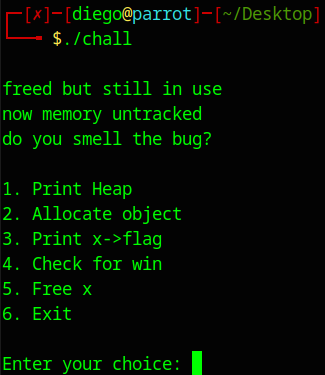 ┌─[✗]─[diego@parrot]─[~/Desktop]
└──╼ $./chall
freed but still in use
now memory untracked
do you smell the bug?
1. Print Heap
2. Allocate object
3. Print x->flag
4. Check for win
5. Free x
6. Exit
Enter your choice: